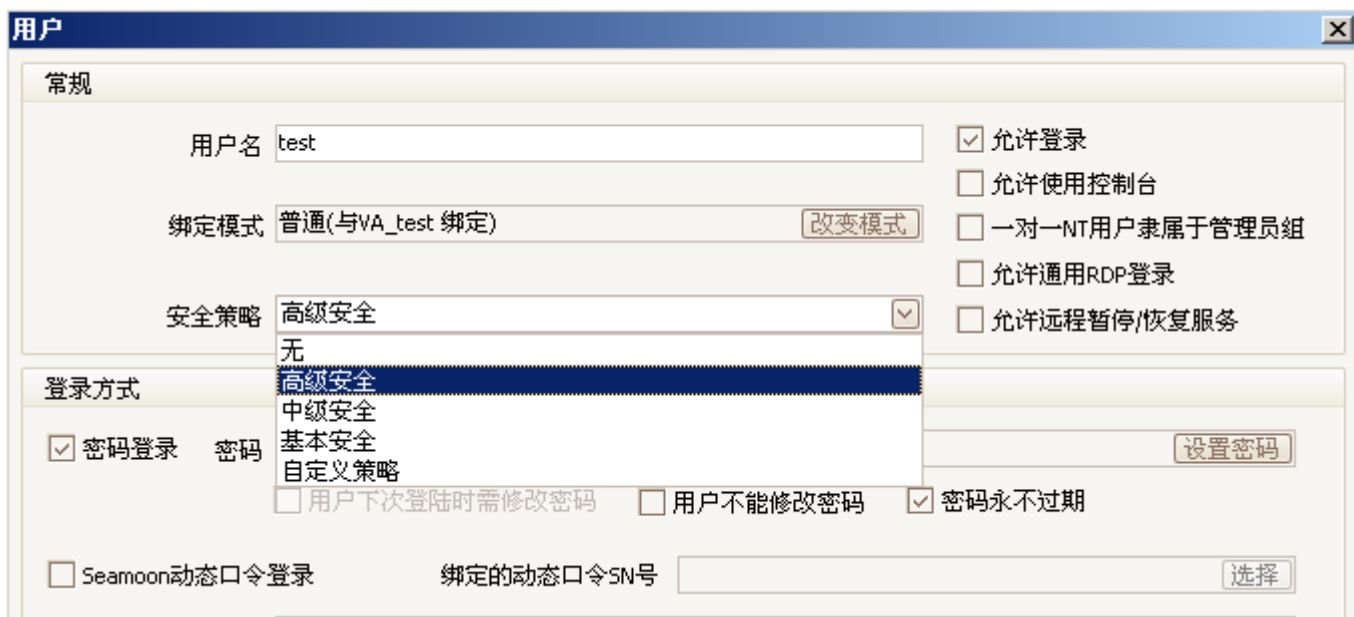 用户
常规
用户名 test 允许登录
允许使用控制台
绑定模式 普通(与VA_test 绑定) 改变模式 一对一NT用户隶属于管理员组
允许通用RDP登录
安全策略 高级安全 允许远程暂停/恢复服务
无
登录方式 高级安全
中级安全
密码登录 密码 基本安全 设置密码
自定义策略
用户下次登陆时需修改密码 用户不能修改密码 密码永不过期
Seamoon动态口令登录 绑定的动态口令SN号 选择